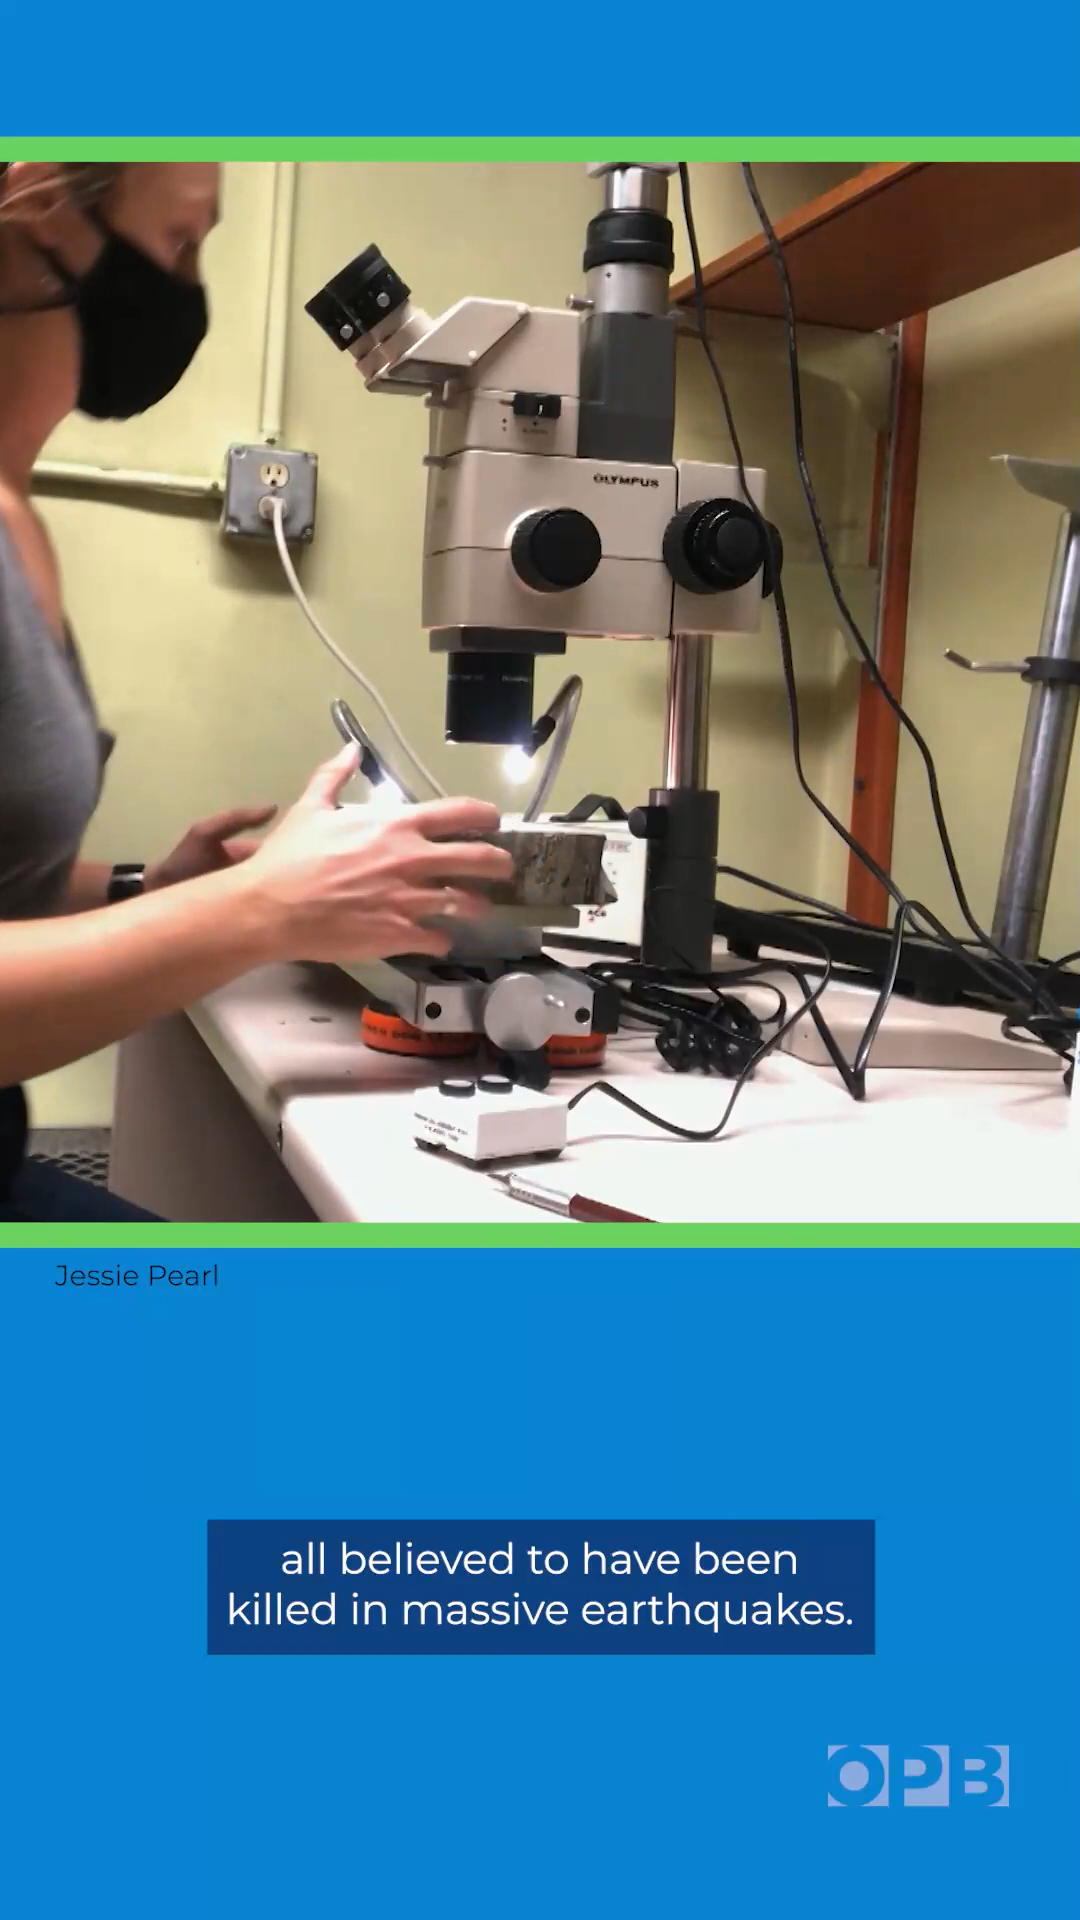 OLYMPUS
Jessie Pearl
all believed to have been
killed in massive earthquakes.
OPB